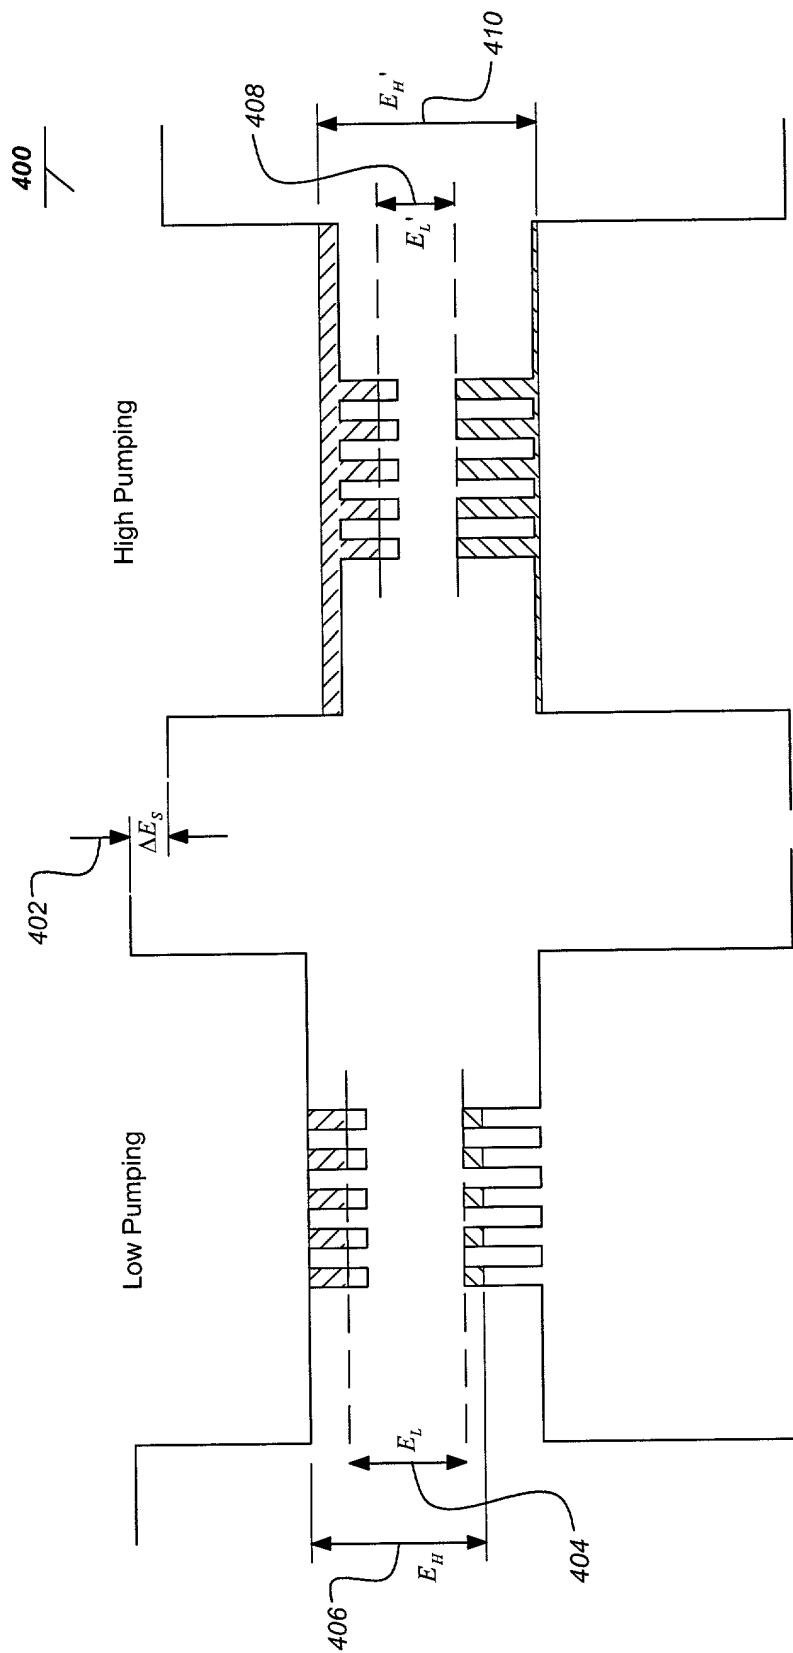 400
Low Pumping
High Pumping
402
ΔE_S
406
E_H
404
E_L
408
E_L'
410
E_H'